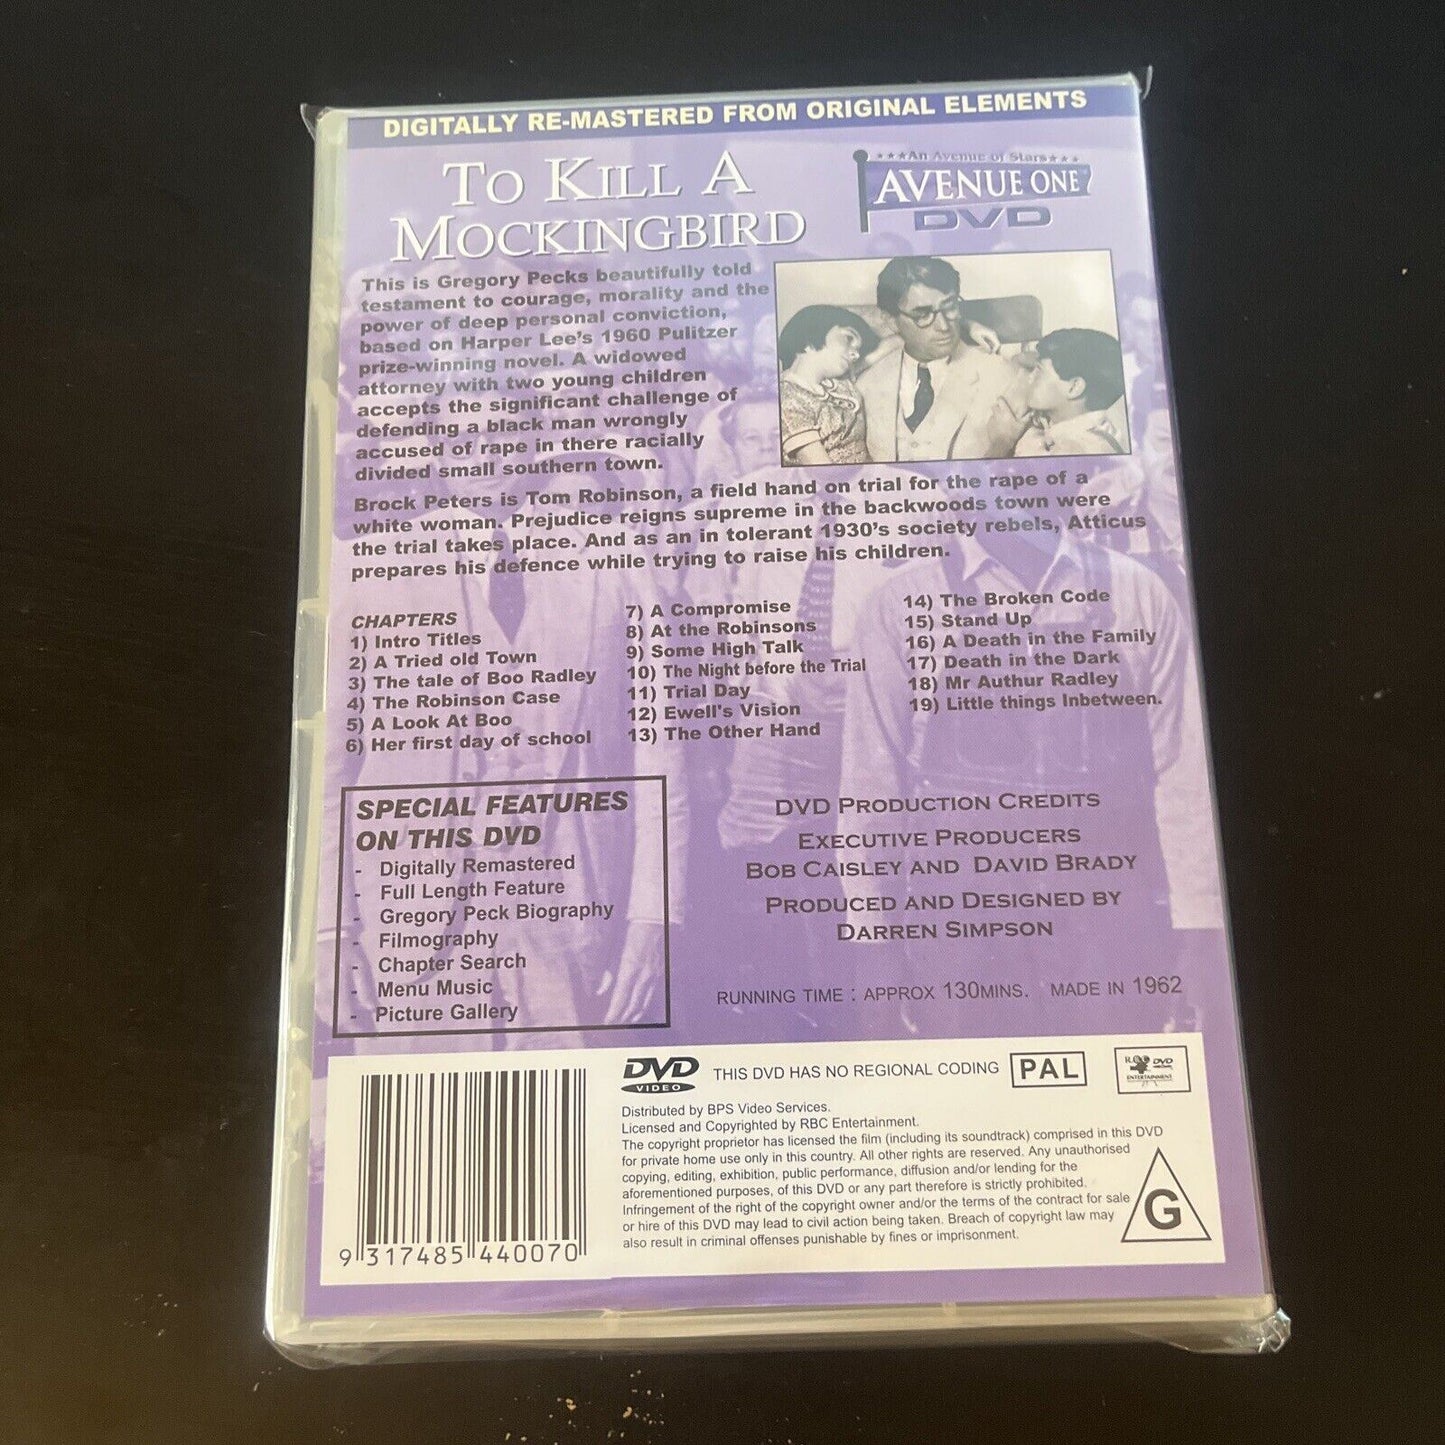 DIGITALLY RE-MASTERED FROM ORIGINAL ELEMENTS
TO KILL A
MOCKINGBIRD
★★★An Avenue of Stars★★★
AVENUE ONE
DVD
This is Gregory Pecks beautifully told
testament to courage, morality and the
power of deep personal conviction,
based on Harper Lee's 1960 Pulitzer
prize-winning novel. A widowed
attorney with two young children
accepts the significant challenge of
defending a black man wrongly
accused of rape in there racially
divided small southern town.
Brock Peters is Tom Robinson, a field hand on trial for the rape of a
white woman. Prejudice reigns supreme in the backwoods town were
the trial takes place. And as an in tolerant 1930's society rebels, Atticus
prepares his defence while trying to raise his children.
CHAPTERS
1) Intro Titles
2) A Tried old Town
3) The tale of Boo Radley
4) The Robinson Case
5) A Look At Boo
6) Her first day of school
7) A Compromise
8) At the Robinsons
9) Some High Talk
10) The Night before the Trial
11) Trial Day
12) Ewell's Vision
13) The Other Hand
14) The Broken Code
15) Stand Up
16) A Death in the Family
17) Death in the Dark
18) Mr Authur Radley
19) Little things Inbetween.
SPECIAL FEATURES
ON THIS DVD
- Digitally Remastered
- Full Length Feature
- Gregory Peck Biography
- Filmography
- Chapter Search
- Menu Music
- Picture Gallery
DVD PRODUCTION CREDITS
EXECUTIVE PRODUCERS
BOB CAISLEY AND DAVID BRADY
PRODUCED AND DESIGNED BY
DARREN SIMPSON
RUNNING TIME : APPROX 130MINS. MADE IN 1962
DVD
VIDEO
THIS DVD HAS NO REGIONAL CODING
PAL
DVD
ENTERTAINMENT
Distributed by BPS Video Services.
Licensed and Copyrighted by RBC Entertainment.
The copyright proprietor has licensed the film (including its soundtrack) comprised in this DVD
for private home use only in this country. All other rights are reserved. Any unauthorised
copying, editing, exhibition, public performance, diffusion and/or lending for the
aforementioned purposes, of this DVD or any part therefore is strictly prohibited.
Infringement of the right of the copyright owner and/or the terms of the contract for sale
or hire of this DVD may lead to civil action being taken. Breach of copyright law may
also result in criminal offenses punishable by fines or imprisonment.
G
9 317485 440070